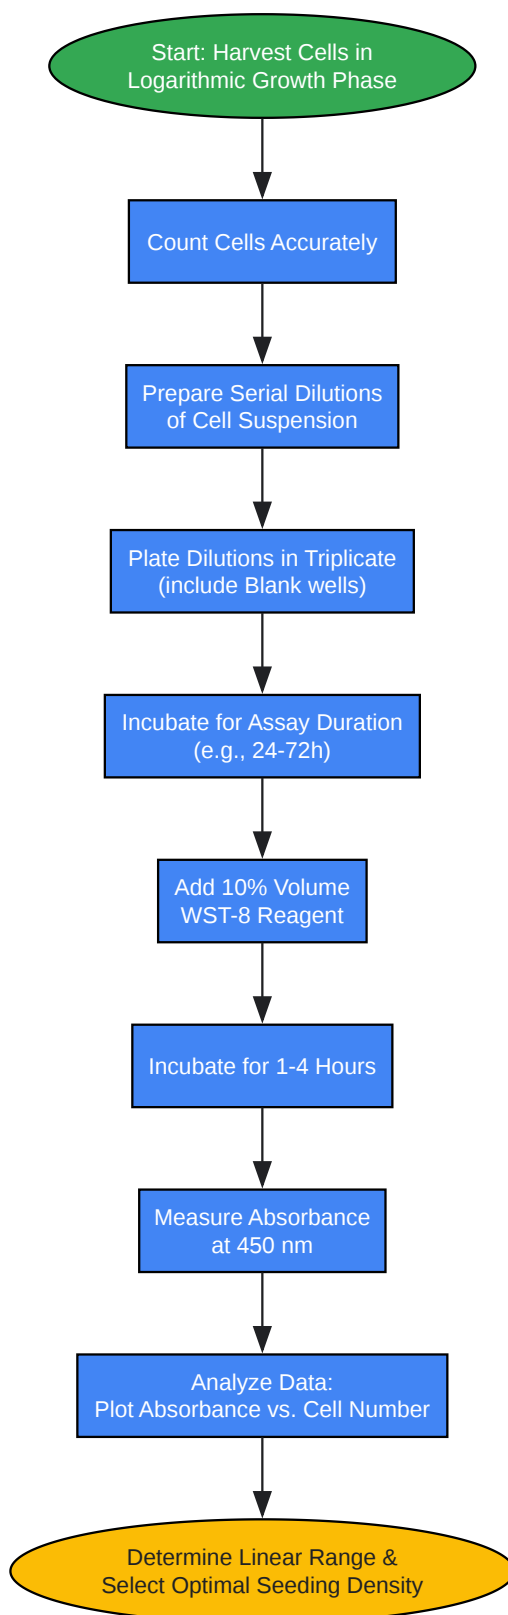 Start: Harvest Cells in
Logarithmic Growth Phase
Count Cells Accurately
Prepare Serial Dilutions
of Cell Suspension
Plate Dilutions in Triplicate
(include Blank wells)
Incubate for Assay Duration
(e.g., 24-72h)
Add 10% Volume
WST-8 Reagent
Incubate for 1-4 Hours
Measure Absorbance
at 450 nm
Analyze Data:
Plot Absorbance vs. Cell Number
Determine Linear Range &
Select Optimal Seeding Density